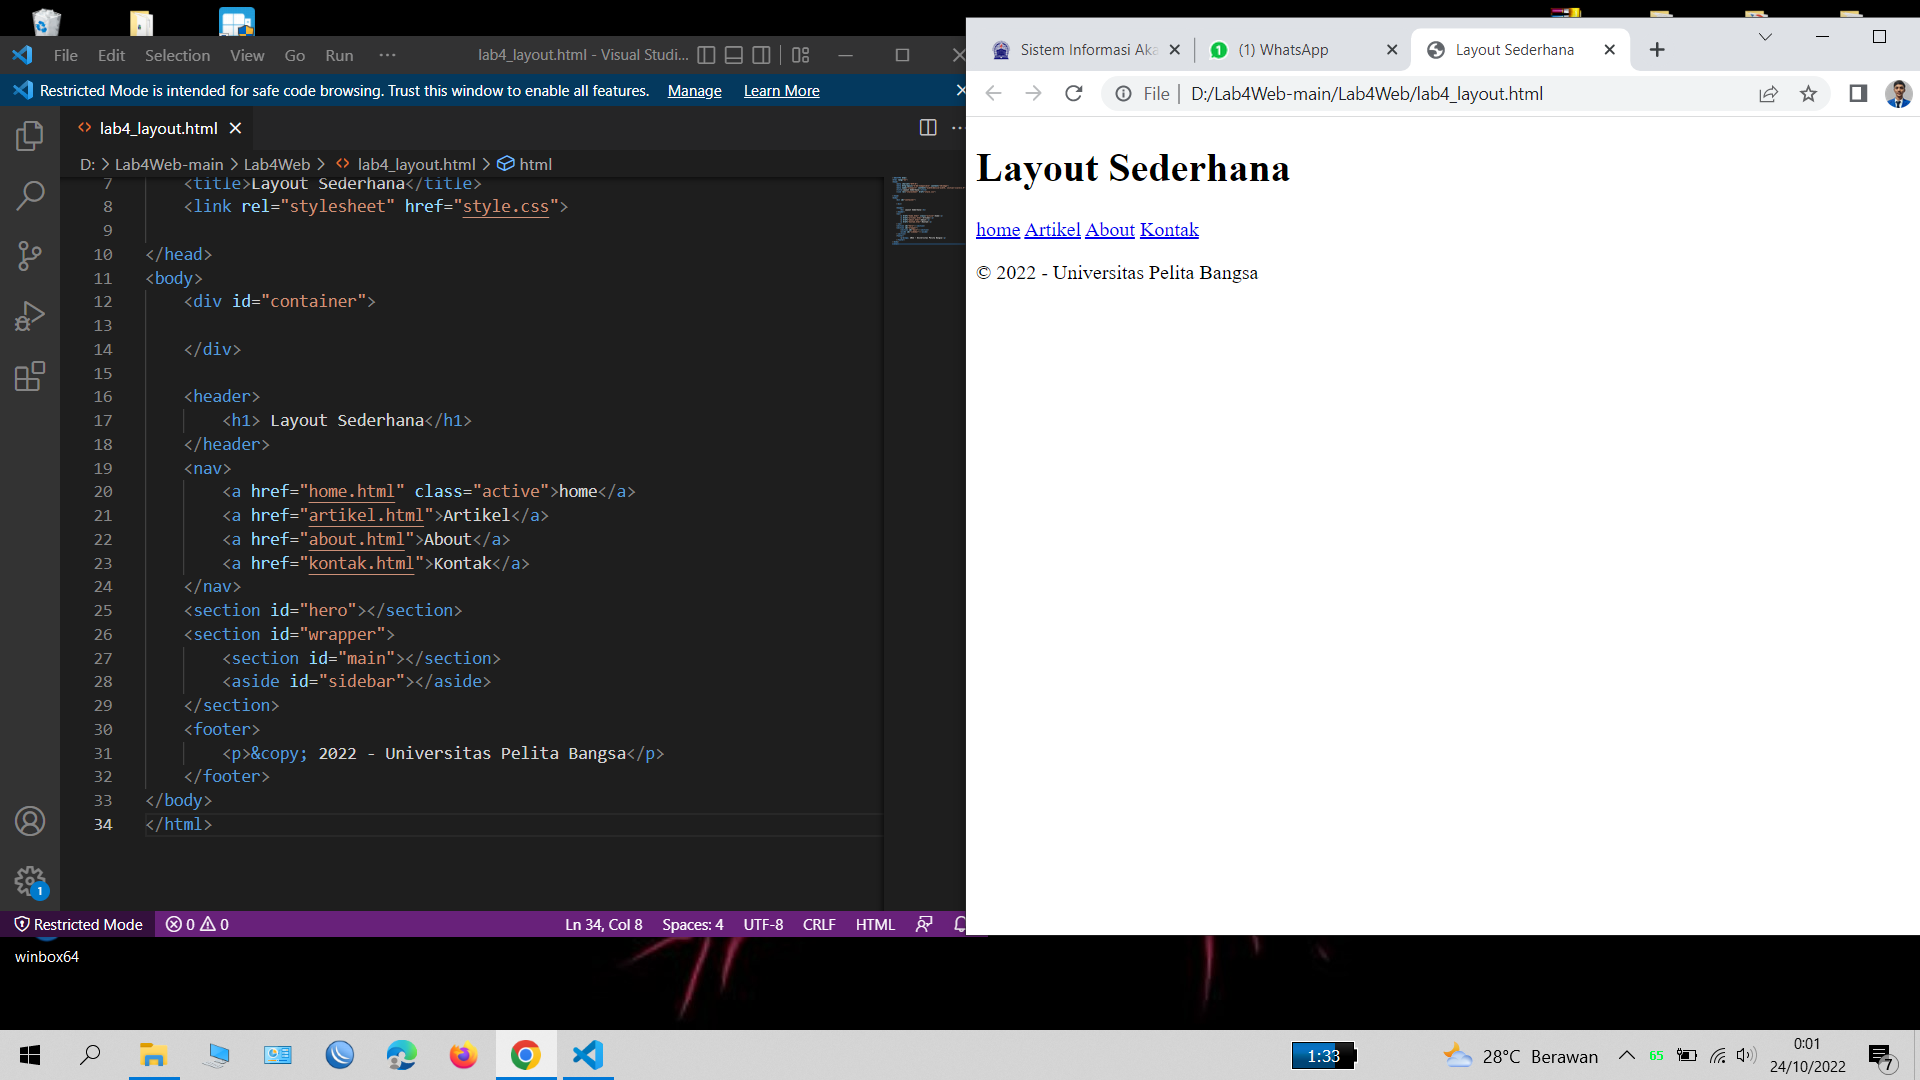 File Edit Selection View Go Run ··· lab4_layout.html - Visual Studi...
Restricted Mode is intended for safe code browsing. Trust this window to enable all features. Manage Learn More
lab4_layout.html
D: > Lab4Web-main > Lab4Web > lab4_layout.html > html
7 <title>Layout Sederhana</title>
8 <link rel="stylesheet" href="style.css">
9
10 </head>
11 <body>
12 <div id="container">
13
14 </div>
15
16 <header>
17 <h1> Layout Sederhana</h1>
18 </header>
19 <nav>
20 <a href="home.html" class="active">home</a>
21 <a href="artikel.html">Artikel</a>
22 <a href="about.html">About</a>
23 <a href="kontak.html">Kontak</a>
24 </nav>
25 <section id="hero"></section>
26 <section id="wrapper">
27 <section id="main"></section>
28 <aside id="sidebar"></aside>
29 </section>
30 <footer>
31 <p>&copy; 2022 - Universitas Pelita Bangsa</p>
32 </footer>
33 </body>
34 </html>
1
Restricted Mode 0 0 Ln 34, Col 8 Spaces: 4 UTF-8 CRLF HTML
winbox64
Sistem Informasi Aka (1) WhatsApp Layout Sederhana
File D:/Lab4Web-main/Lab4Web/lab4_layout.html
Layout Sederhana
home Artikel About Kontak
© 2022 - Universitas Pelita Bangsa
1:33 28°C Berawan 65 0:01
24/10/2022 7